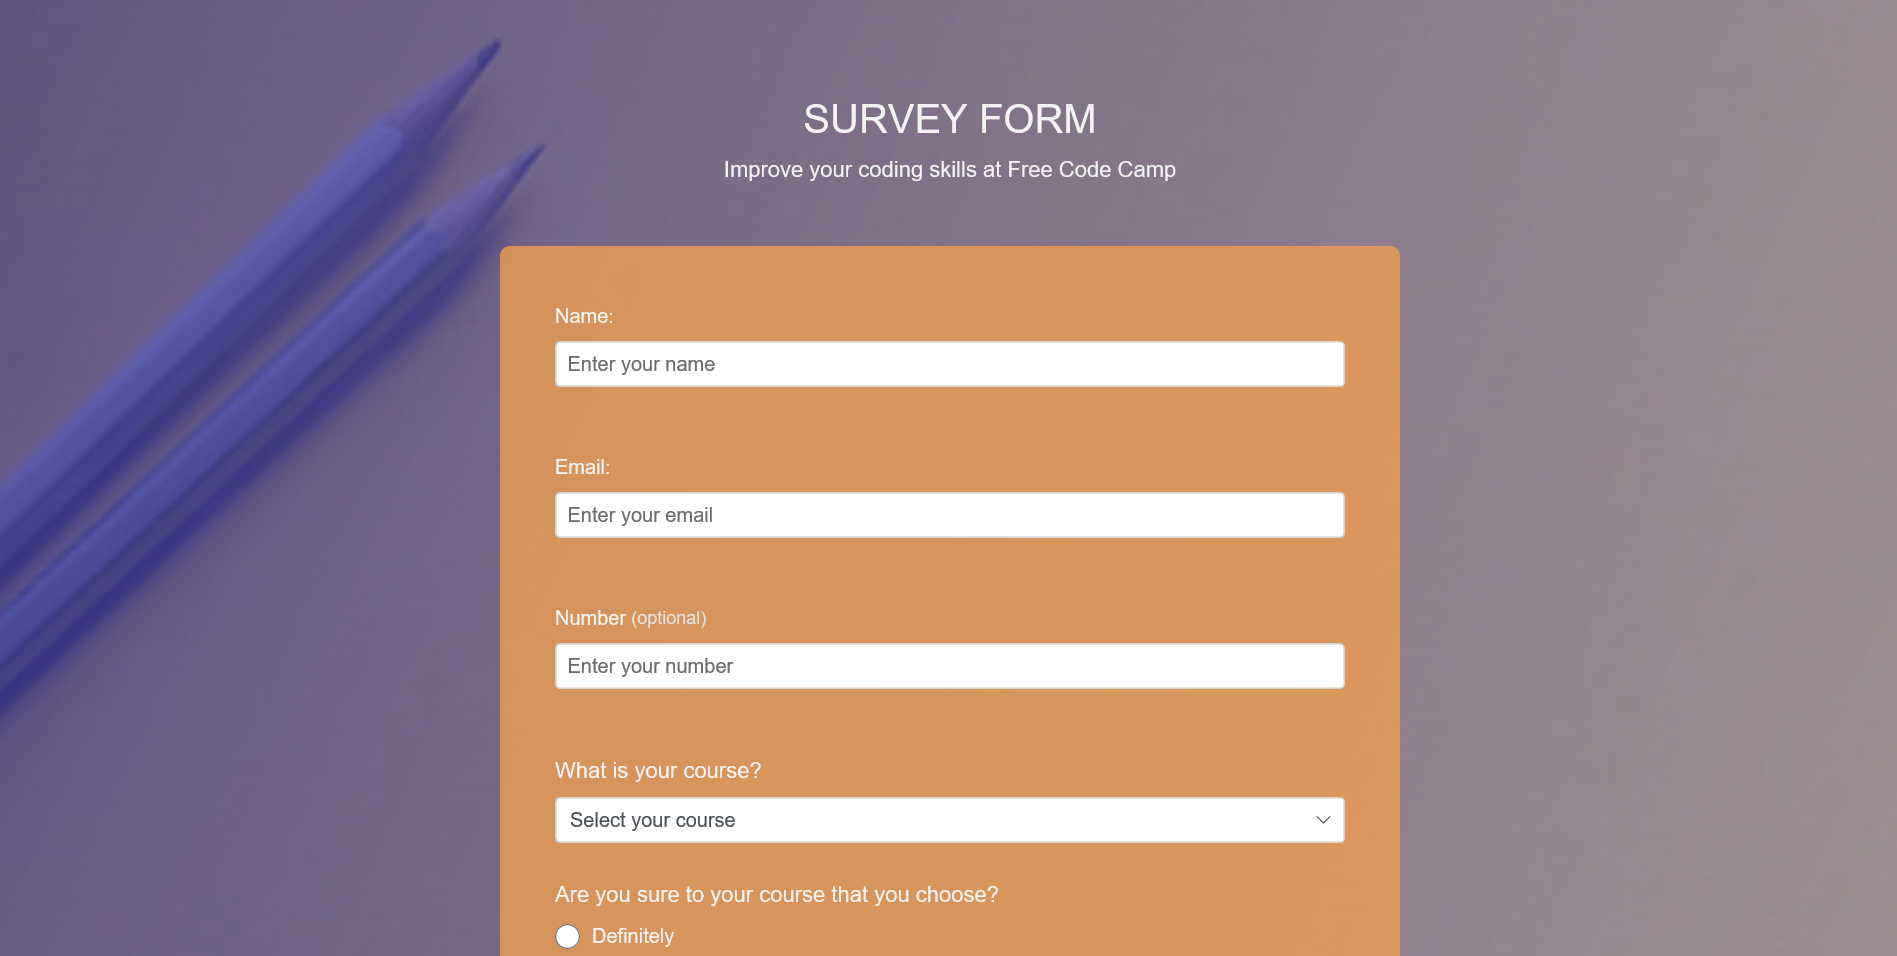 SURVEY FORM
Improve your coding skills at Free Code Camp
Name:
Enter your name
Email:
Enter your email
Number (optional)
Enter your number
What is your course?
Select your course
Are you sure to your course that you choose?
Definitely